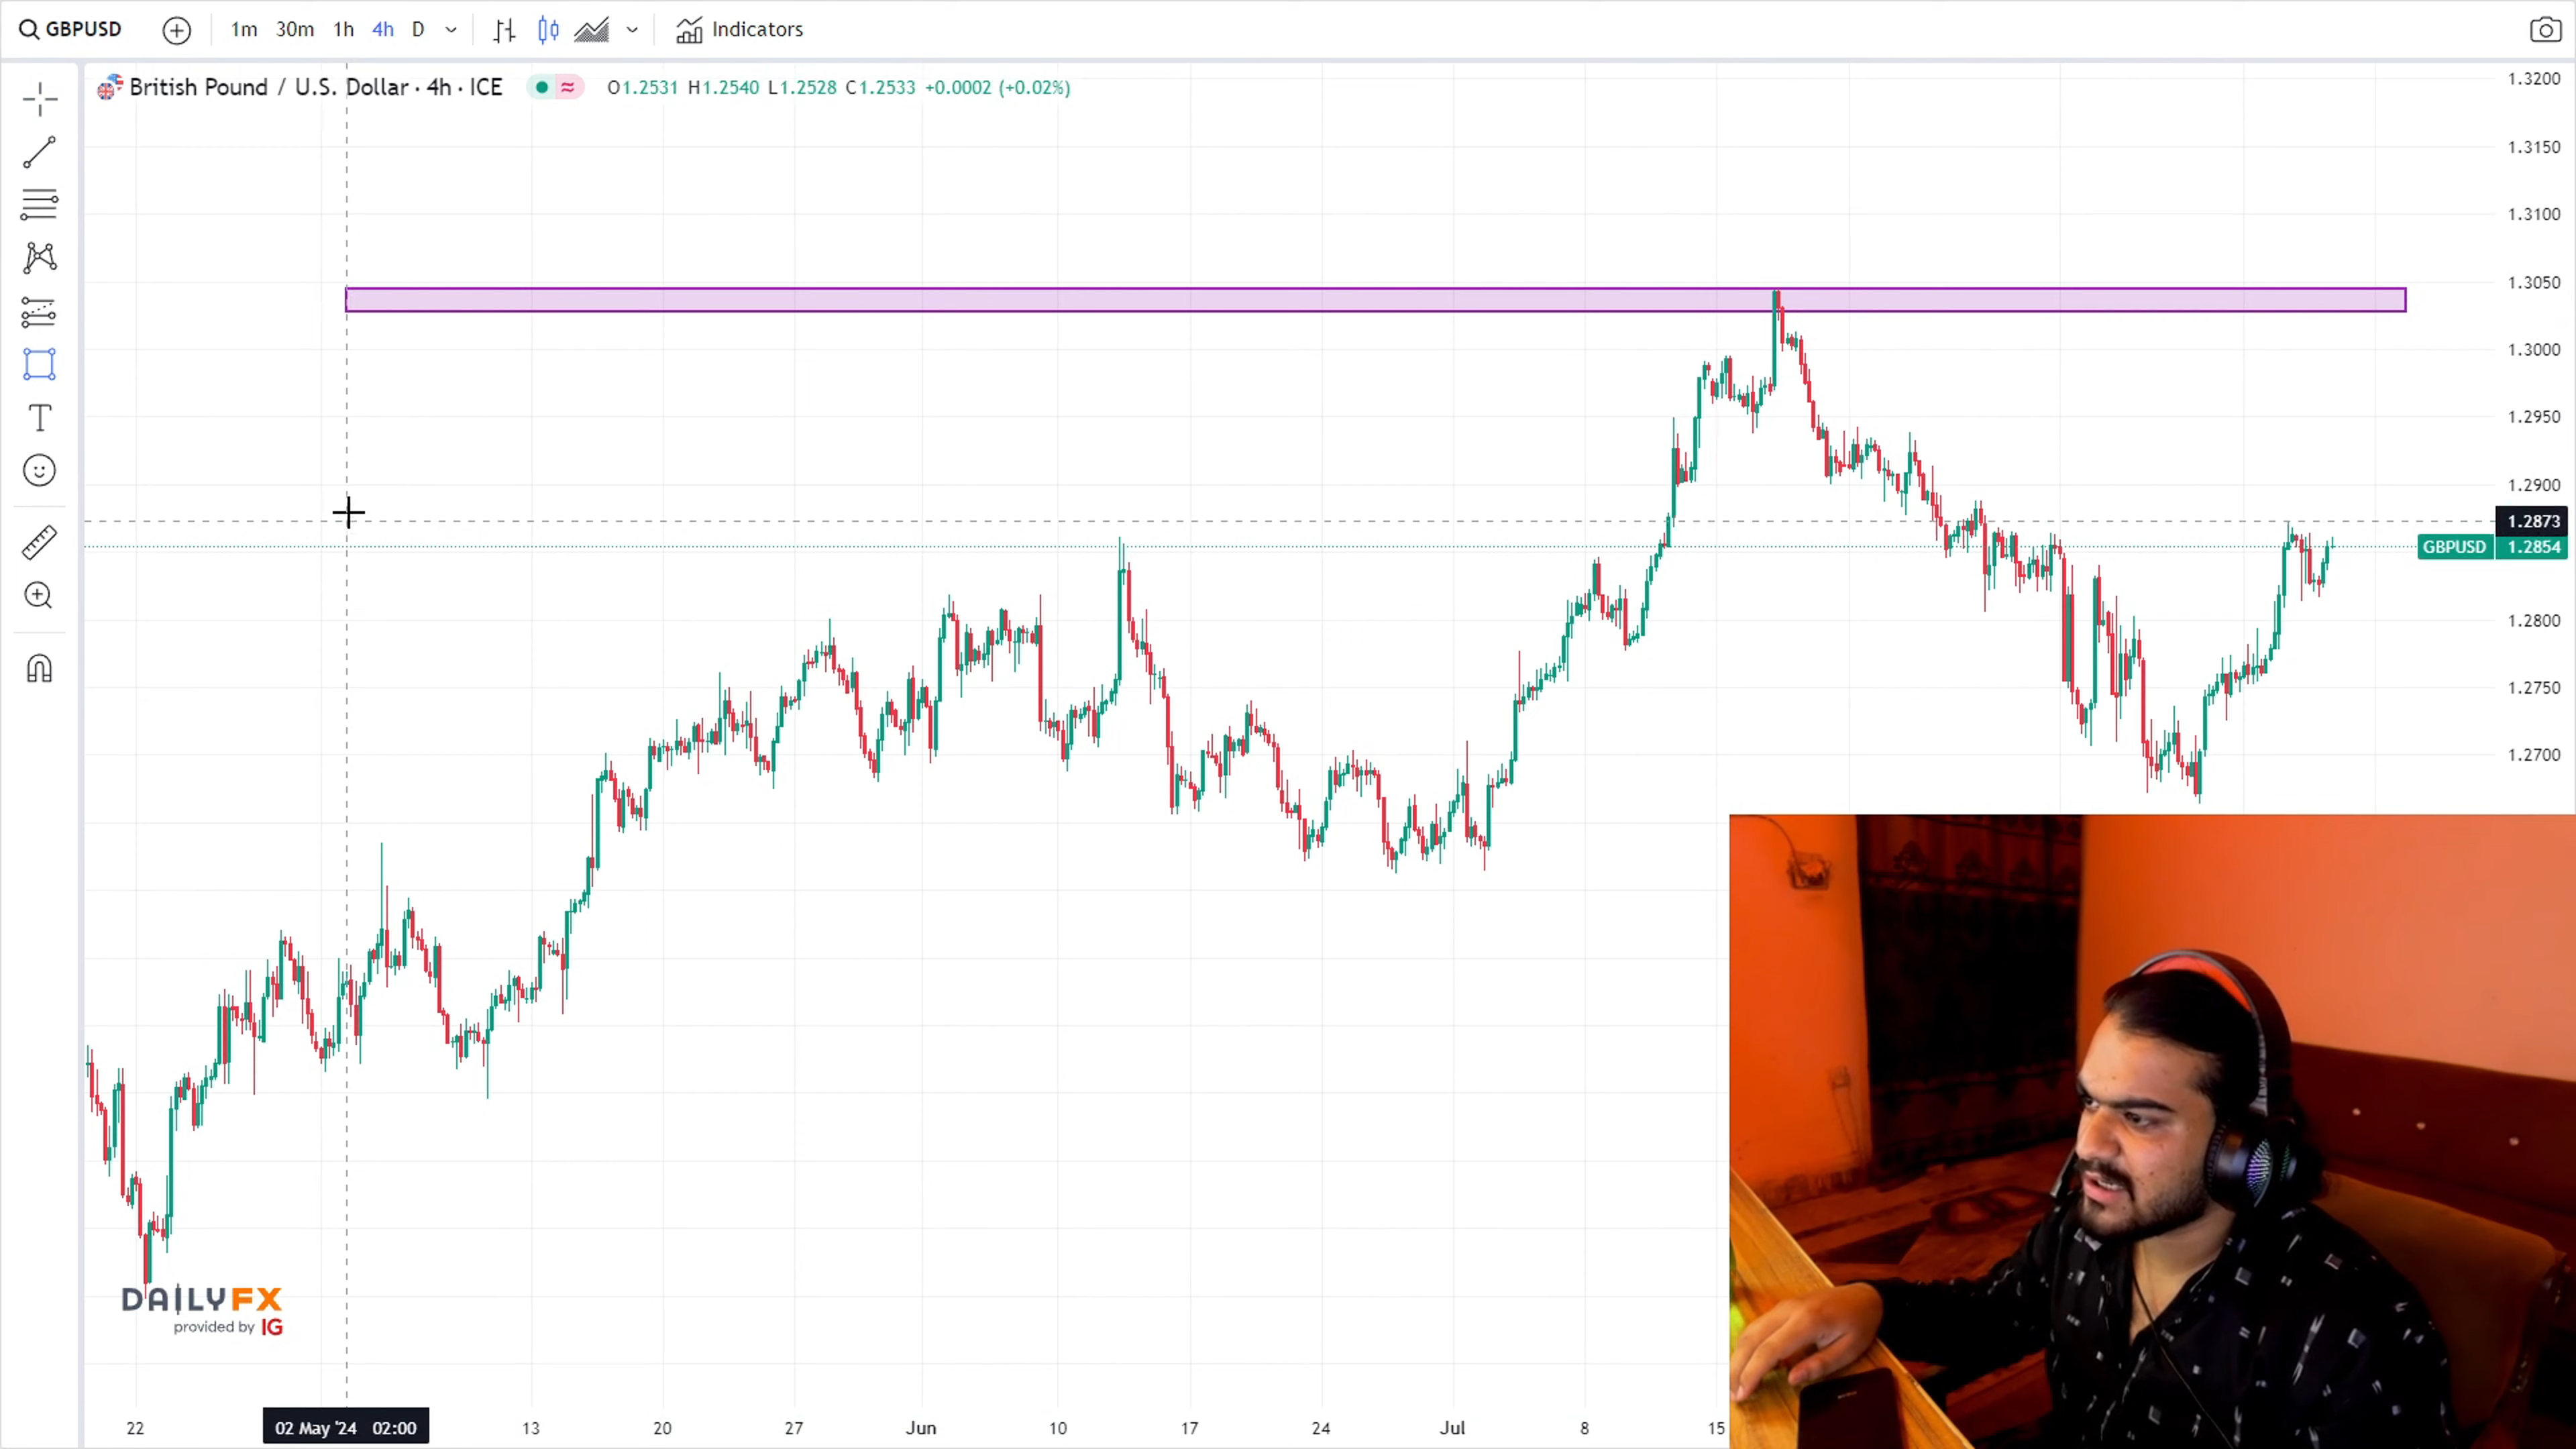 GBPUSD 1m 30m 1h 4h D Indicators
British Pound / U.S. Dollar · 4h · ICE O1.2531 H1.2540 L1.2528 C1.2533 +0.0002 (+0.02%)
1.3200
1.3150
1.3100
1.3050
1.3000
1.2950
1.2900
1.2873
GBPUSD 1.2854
1.2800
1.2750
1.2700
DAILYFX
provided by IG
22 02 May '24 02:00 13 20 27 Jun 10 17 24 Jul 8 15